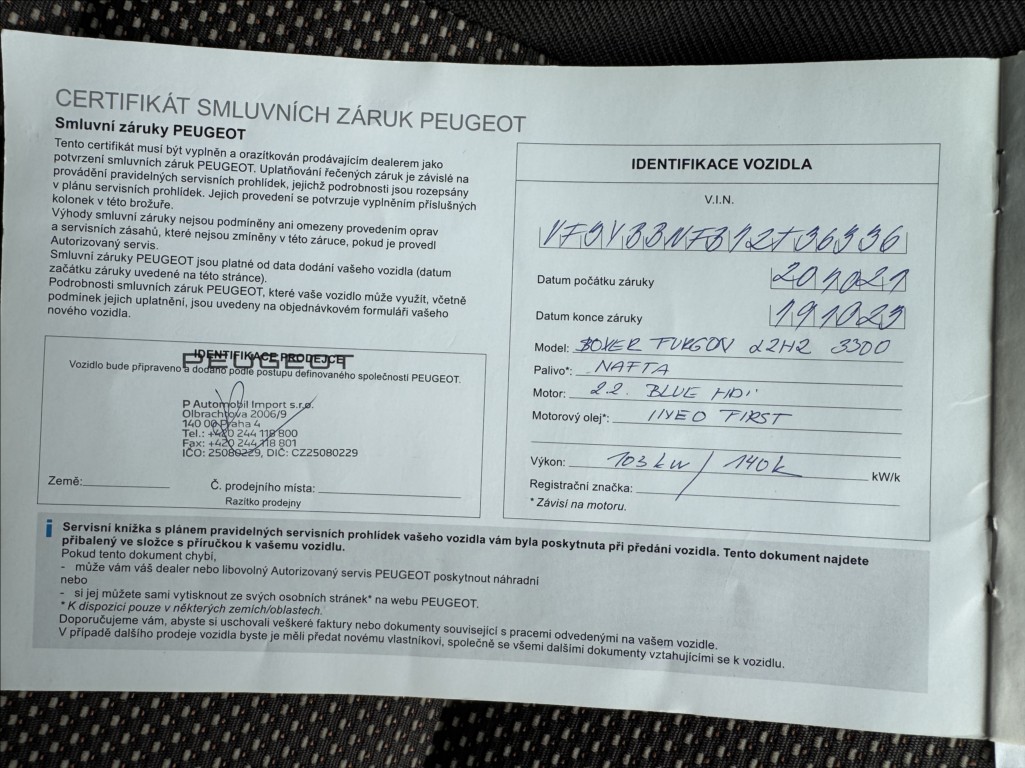 CERTIFIKÁT SMLUVNÍCH ZÁRUK PEUGEOT
Smluvní záruky PEUGEOT
Tento certifikát musí být vyplněn a orazítkován prodávajícím dealerem jako
potvrzení smluvních záruk PEUGEOT. Uplatňování řečených záruk je závislé na
provádění pravidelných servisních prohlídek, jejichž podrobnosti jsou rozepsány
v plánu servisních prohlídek. Jejich provedení se potvrzuje vyplněním příslušných
kolonek v této brožuře.
Výhody smluvní záruky nejsou podmíněny ani omezeny provedením oprav
a servisních zásahů, které nejsou zmíněny v této záruce, pokud je provedl
Autorizovaný servis.
Smluvní záruky PEUGEOT jsou platné od data dodání vašeho vozidla (datum
začátku záruky uvedené na této stránce).
Podrobnosti smluvních záruk PEUGEOT, které vaše vozidlo může využít, včetně
podmínek jejich uplatnění, jsou uvedeny na objednávkovém formuláři vašeho
nového vozidla.
IDENTIFIKACE PRODEJCE
PEUGEOT
Vozidlo bude připraveno a dodáno podle postupu definovaného společností PEUGEOT.
P Automobil Import s.r.o.
Olbrachtova 2006/9
140 00 Praha 4
Tel.: +420 244 118 800
Fax: +420 244 118 801
IČO: 25080229, DIČ: CZ25080229
Země:
Č. prodejního místa:
Razítko prodejny
IDENTIFIKACE VOZIDLA
V.I.N.
Datum počátku záruky 201021
Datum konce záruky 191023
Model: BOXER FURGON L2H2 3300
Palivo*: NAFTA
Motor: 2.2. BLUE HDi
Motorový olej*: INEO FIRST
Výkon: 103 kw / 140k kW/k
Registrační značka:
* Závisí na motoru.
Servisní knížka s plánem pravidelných servisních prohlídek vašeho vozidla vám byla poskytnuta při předání vozidla. Tento dokument najdete
přibalený ve složce s příručkou k vašemu vozidlu.
Pokud tento dokument chybí,
- může vám váš dealer nebo libovolný Autorizovaný servis PEUGEOT poskytnout náhradní
nebo
- si jej můžete sami vytisknout ze svých osobních stránek* na webu PEUGEOT.
* K dispozici pouze v některých zemích/oblastech.
Doporučujeme vám, abyste si uschovali veškeré faktury nebo dokumenty související s pracemi odvedenými na vašem vozidle.
V případě dalšího prodeje vozidla byste je měli předat novému vlastníkovi, společně se všemi dalšími dokumenty vztahujícími se k vozidlu.